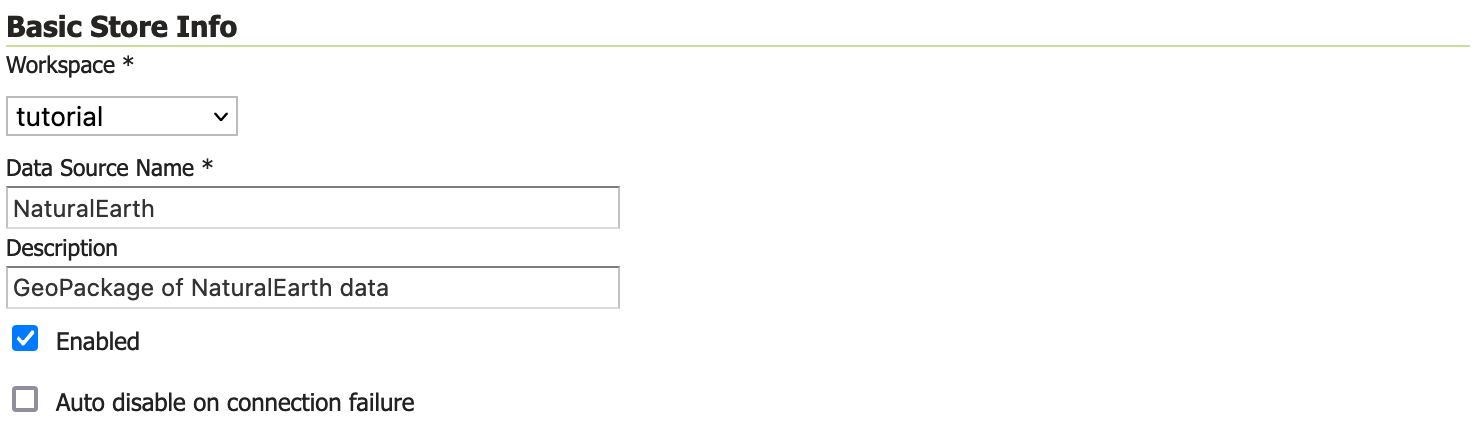 Basic Store Info
Workspace *
tutorial
Data Source Name *
NaturalEarth
Description
GeoPackage of NaturalEarth data
Enabled
Auto disable on connection failure